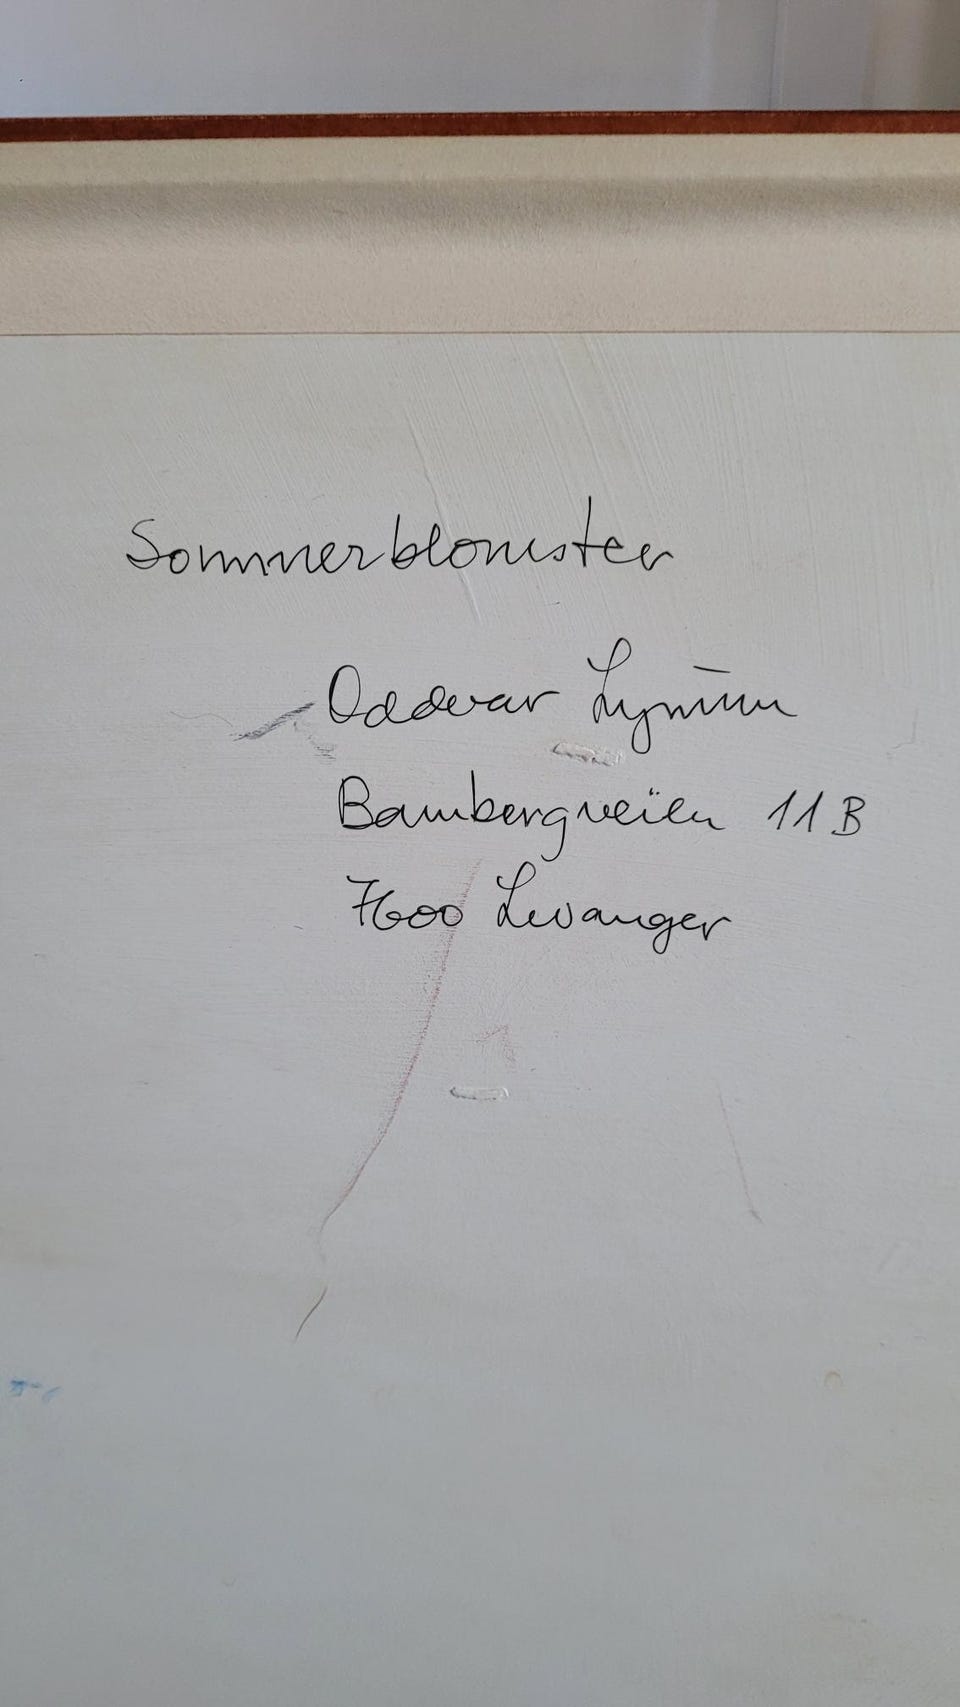 Sommerblomster
Oddvar
Bambergveien 11 B
7600 Levanger